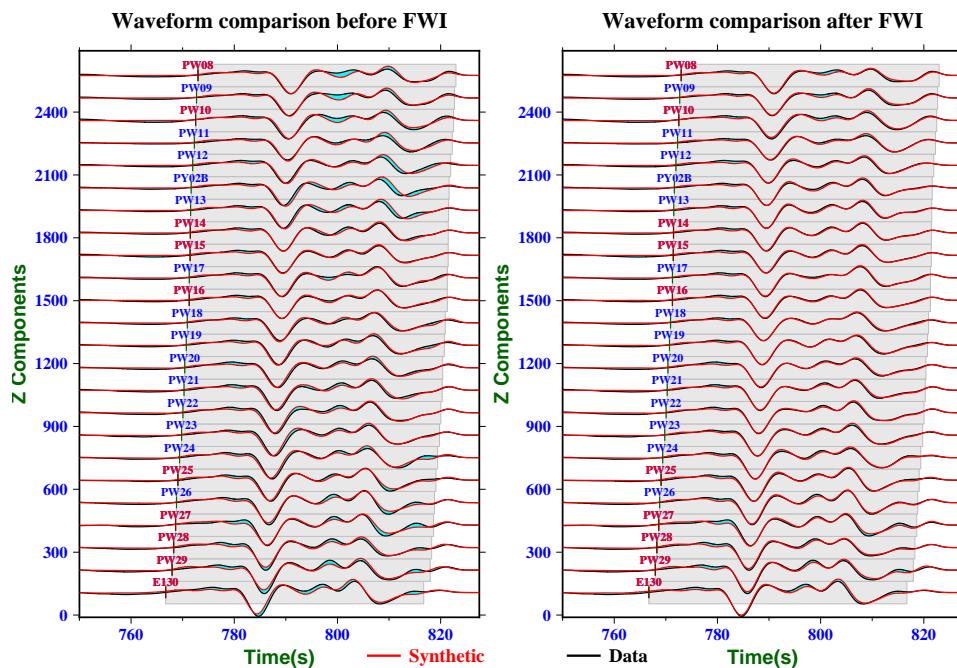 Waveform comparison before FWI
Waveform comparison after FWI
Z Components
2400
2100
1800
1500
1200
900
600
300
0
PW08
PW09
PW10
PW11
PW12
PY02B
PW13
PW14
PW15
PW17
PW16
PW18
PW19
PW20
PW21
PW22
PW23
PW24
PW25
PW26
PW27
PW28
PW29
E130
760
780
800
820
Time(s)
Z Components
2400
2100
1800
1500
1200
900
600
300
0
PW08
PW09
PW10
PW11
PW12
PY02B
PW13
PW14
PW15
PW17
PW16
PW18
PW19
PW20
PW21
PW22
PW23
PW24
PW25
PW26
PW27
PW28
PW29
E130
760
780
800
820
Time(s)
Synthetic
Data